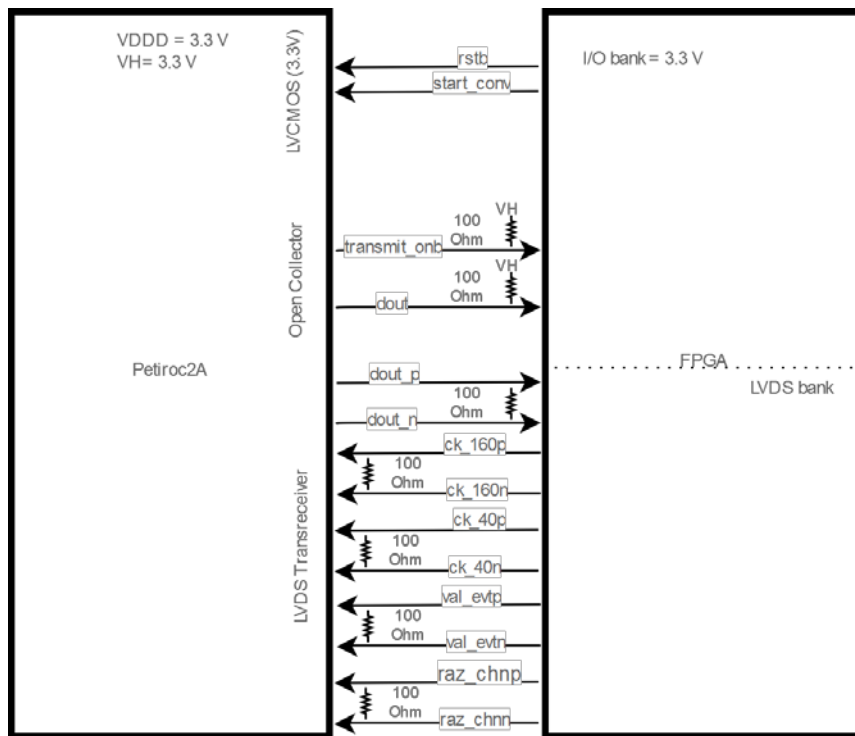 VDDD = 3.3 V
VH= 3.3 V
LVCMOS (3.3V)
rstb
start_conv
I/O bank = 3.3 V
Open Collector
VH
100
Ohm
transmit_onb
VH
100
Ohm
dout
Petiroc2A
FPGA
LVDS bank
dout_p
100
Ohm
dout_n
LVDS Transreceiver
ck_160p
100
Ohm
ck_160n
ck_40p
100
Ohm
ck_40n
val_evtp
100
Ohm
val_evtn
raz_chnp
100
Ohm
raz_chnn